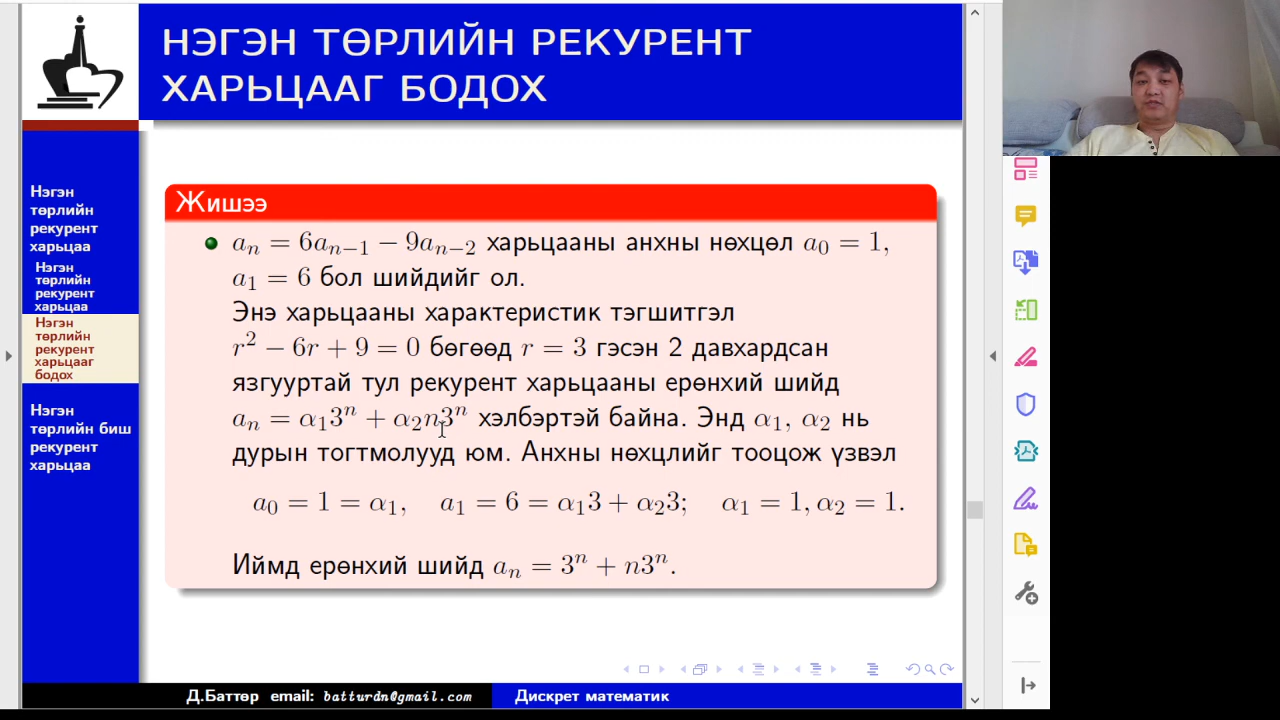 НЭГЭН ТӨРЛИЙН РЕКУРЕНТ
ХАРЬЦААГ БОДОХ
Нэгэн
төрлийн
рекурент
харьцаа
Нэгэн
төрлийн
рекурент
харьцаа
Нэгэн
төрлийн
рекурент
харьцааг
бодох
Нэгэн
төрлийн биш
рекурент
харьцаа
Жишээ
aₙ = 6aₙ₋₁ − 9aₙ₋₂ харьцааны анхны нөхцөл a₀ = 1,
a₁ = 6 бол шийдийг ол.
Энэ харьцааны характеристик тэгшитгэл
r² − 6r + 9 = 0 бөгөөд r = 3 гэсэн 2 давхардсан
язгууртай тул рекурент харьцааны ерөнхий шийд
aₙ = α₁3ⁿ + α₂n3ⁿ хэлбэртэй байна. Энд α₁, α₂ нь
дурын тогтмолууд юм. Анхны нөхцлийг тооцож үзвэл
a₀ = 1 = α₁, a₁ = 6 = α₁3 + α₂3; α₁ = 1, α₂ = 1.
Иймд ерөнхий шийд aₙ = 3ⁿ + n3ⁿ.
Д.Баттөр email: batturdn@gmail.com
Дискрет математик